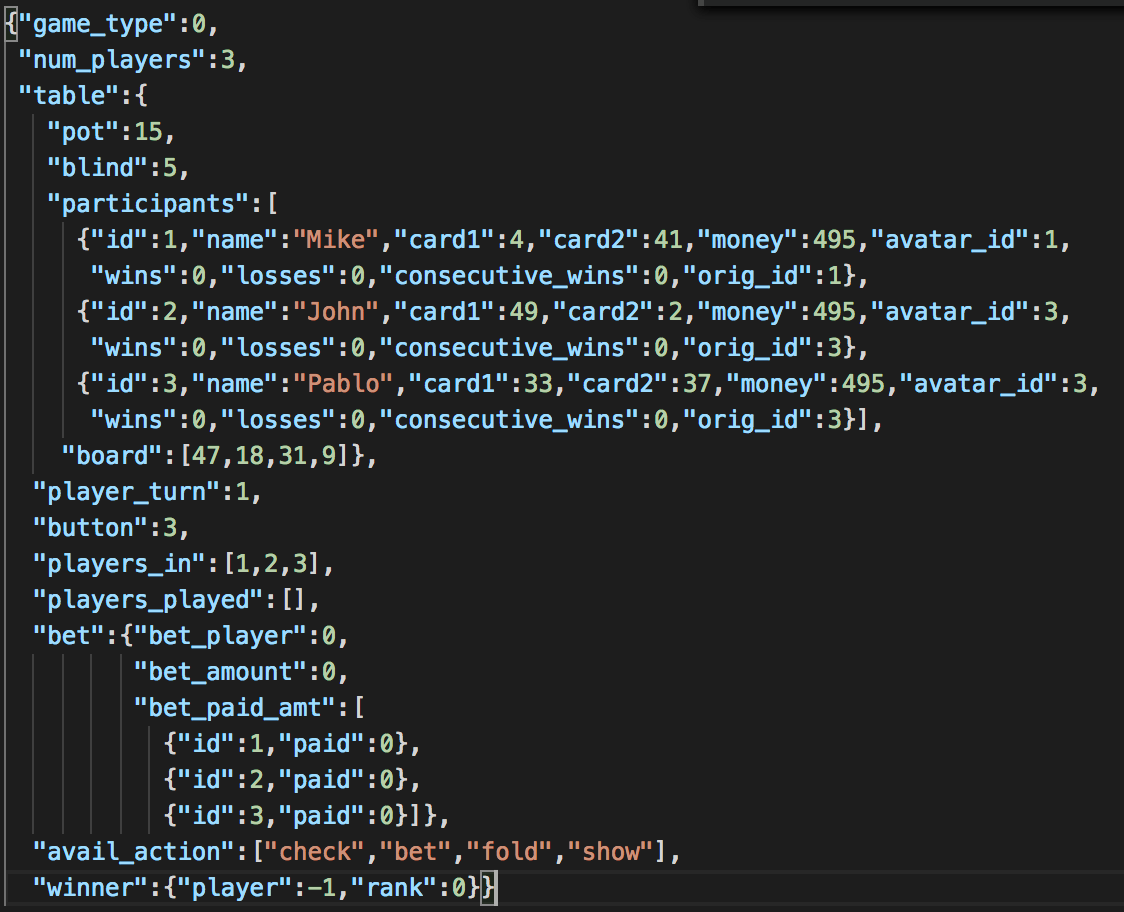 {"game_type":0,
"num_players":3,
"table":{
"pot":15,
"blind":5,
"participants":[
{"id":1,"name":"Mike","card1":4,"card2":41,"money":495,"avatar_id":1,
"wins":0,"losses":0,"consecutive_wins":0,"orig_id":1},
{"id":2,"name":"John","card1":49,"card2":2,"money":495,"avatar_id":3,
"wins":0,"losses":0,"consecutive_wins":0,"orig_id":3},
{"id":3,"name":"Pablo","card1":33,"card2":37,"money":495,"avatar_id":3,
"wins":0,"losses":0,"consecutive_wins":0,"orig_id":3}],
"board":[47,18,31,9]},
"player_turn":1,
"button":3,
"players_in":[1,2,3],
"players_played":[],
"bet":{"bet_player":0,
"bet_amount":0,
"bet_paid_amt":[
{"id":1,"paid":0},
{"id":2,"paid":0},
{"id":3,"paid":0}]},
"avail_action":["check","bet","fold","show"],
"winner":{"player":-1,"rank":0}}